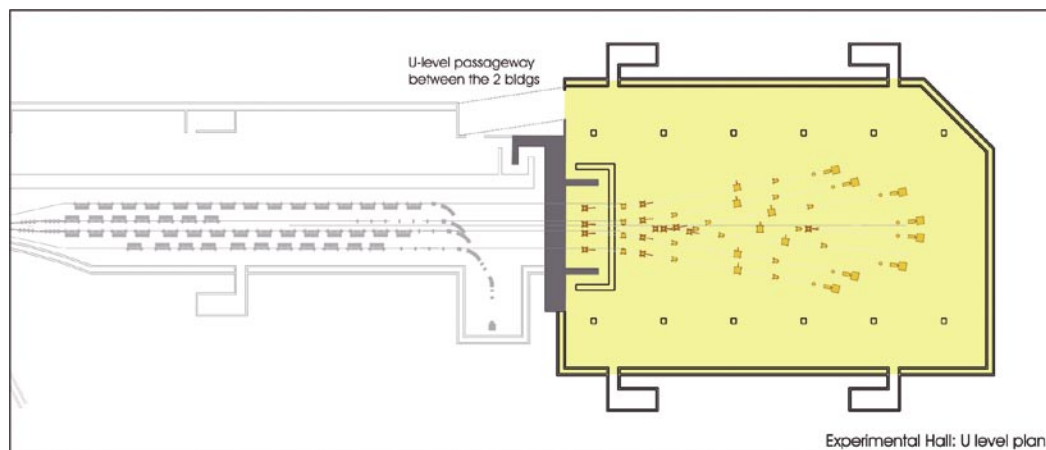 U-level passageway
between the 2 bldgs
Experimental Hall: U level plan